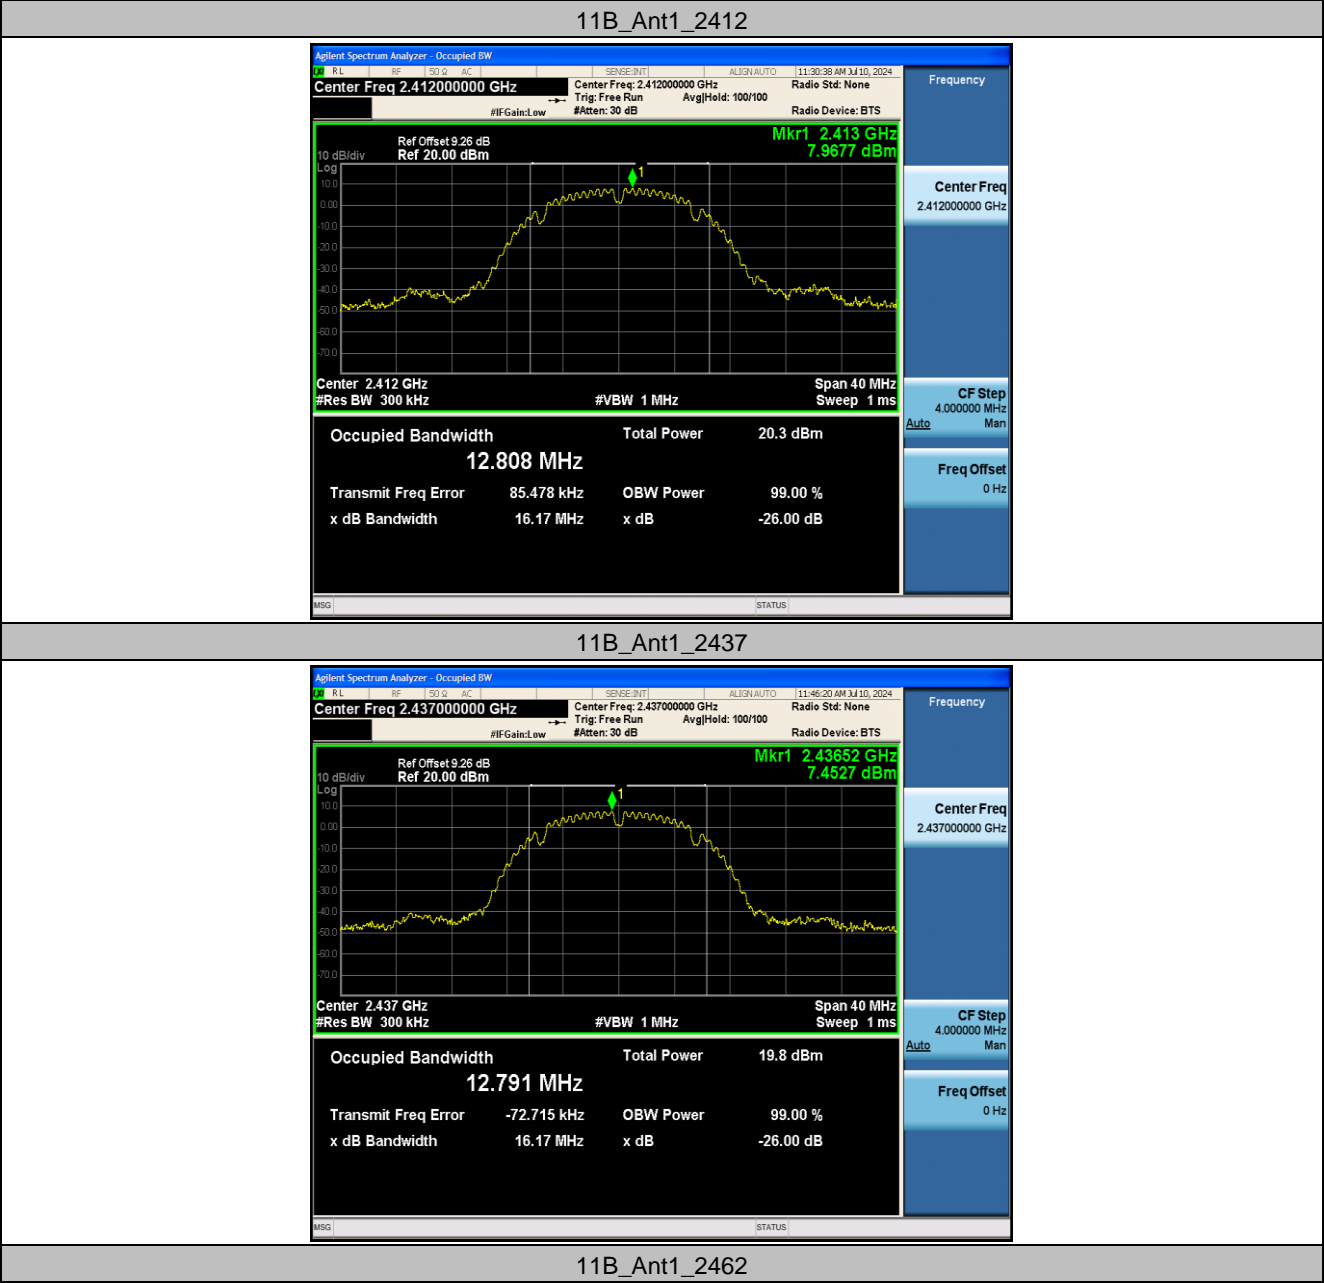 11B_Ant1_2412
Agilent Spectrum Analyzer - Occupied BW
RL RF 50 Ω AC SENSE:INT ALIGN AUTO 11:30:38 AM Jul 10, 2024
Center Freq 2.412000000 GHz
Center Freq: 2.412000000 GHz Radio Std: None
Trig: Free Run Avg|Hold: 100/100
#IFGain:Low #Atten: 30 dB Radio Device: BTS
Frequency
Mkr1 2.413 GHz
7.9677 dBm
Ref Offset 9.26 dB
10 dB/div Ref 20.00 dBm
Log
10.0
0.00
-10.0
-20.0
-30.0
-40.0
-50.0
-60.0
-70.0
1
Center 2.412 GHz Span 40 MHz
#Res BW 300 kHz #VBW 1 MHz Sweep 1 ms
Center Freq
2.412000000 GHz
CF Step
4.000000 MHz
Auto Man
Freq Offset
0 Hz
Occupied Bandwidth Total Power 20.3 dBm
12.808 MHz
Transmit Freq Error 85.478 kHz OBW Power 99.00 %
x dB Bandwidth 16.17 MHz x dB -26.00 dB
MSG STATUS
11B_Ant1_2437
Agilent Spectrum Analyzer - Occupied BW
RL RF 50 Ω AC SENSE:INT ALIGN AUTO 11:46:20 AM Jul 10, 2024
Center Freq 2.437000000 GHz
Center Freq: 2.437000000 GHz Radio Std: None
Trig: Free Run Avg|Hold: 100/100
#IFGain:Low #Atten: 30 dB Radio Device: BTS
Frequency
Mkr1 2.43652 GHz
7.4527 dBm
Ref Offset 9.26 dB
10 dB/div Ref 20.00 dBm
Log
10.0
0.00
-10.0
-20.0
-30.0
-40.0
-50.0
-60.0
-70.0
1
Center 2.437 GHz Span 40 MHz
#Res BW 300 kHz #VBW 1 MHz Sweep 1 ms
Center Freq
2.437000000 GHz
CF Step
4.000000 MHz
Auto Man
Freq Offset
0 Hz
Occupied Bandwidth Total Power 19.8 dBm
12.791 MHz
Transmit Freq Error -72.715 kHz OBW Power 99.00 %
x dB Bandwidth 16.17 MHz x dB -26.00 dB
MSG STATUS
11B_Ant1_2462